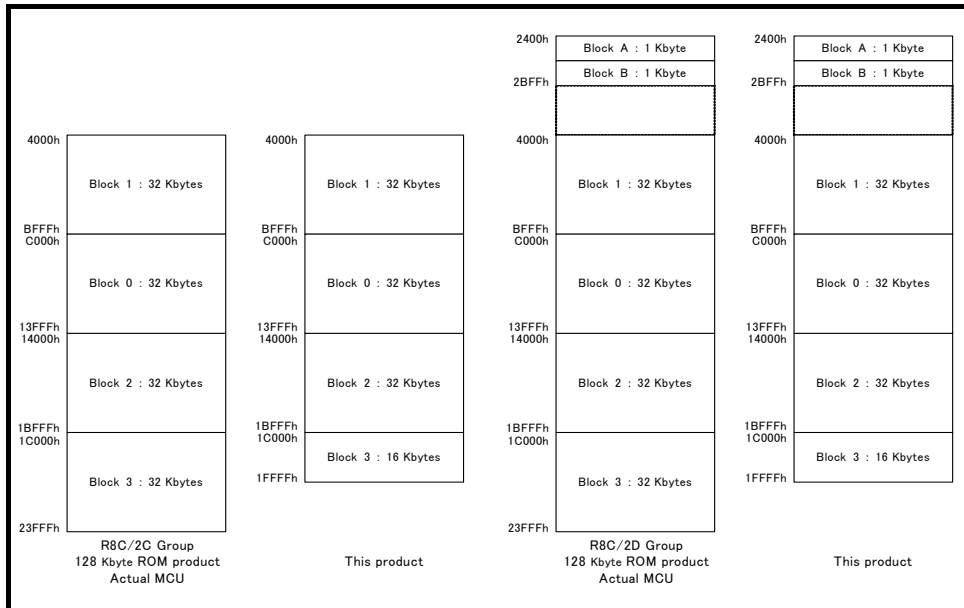 4000h
Block 1 : 32 Kbytes
BFFFh
C000h
Block 0 : 32 Kbytes
13FFFh
14000h
Block 2 : 32 Kbytes
1BFFFh
1C000h
Block 3 : 32 Kbytes
23FFFh
R8C/2C Group
128 Kbyte ROM product
Actual MCU
4000h
Block 1 : 32 Kbytes
BFFFh
C000h
Block 0 : 32 Kbytes
13FFFh
14000h
Block 2 : 32 Kbytes
1BFFFh
1C000h
Block 3 : 16 Kbytes
1FFFFh
This product
2400h
Block A : 1 Kbyte
Block B : 1 Kbyte
2BFFh
4000h
Block 1 : 32 Kbytes
BFFFh
C000h
Block 0 : 32 Kbytes
13FFFh
14000h
Block 2 : 32 Kbytes
1BFFFh
1C000h
Block 3 : 32 Kbytes
23FFFh
R8C/2D Group
128 Kbyte ROM product
Actual MCU
2400h
Block A : 1 Kbyte
Block B : 1 Kbyte
2BFFh
4000h
Block 1 : 32 Kbytes
BFFFh
C000h
Block 0 : 32 Kbytes
13FFFh
14000h
Block 2 : 32 Kbytes
1BFFFh
1C000h
Block 3 : 16 Kbytes
1FFFFh
This product